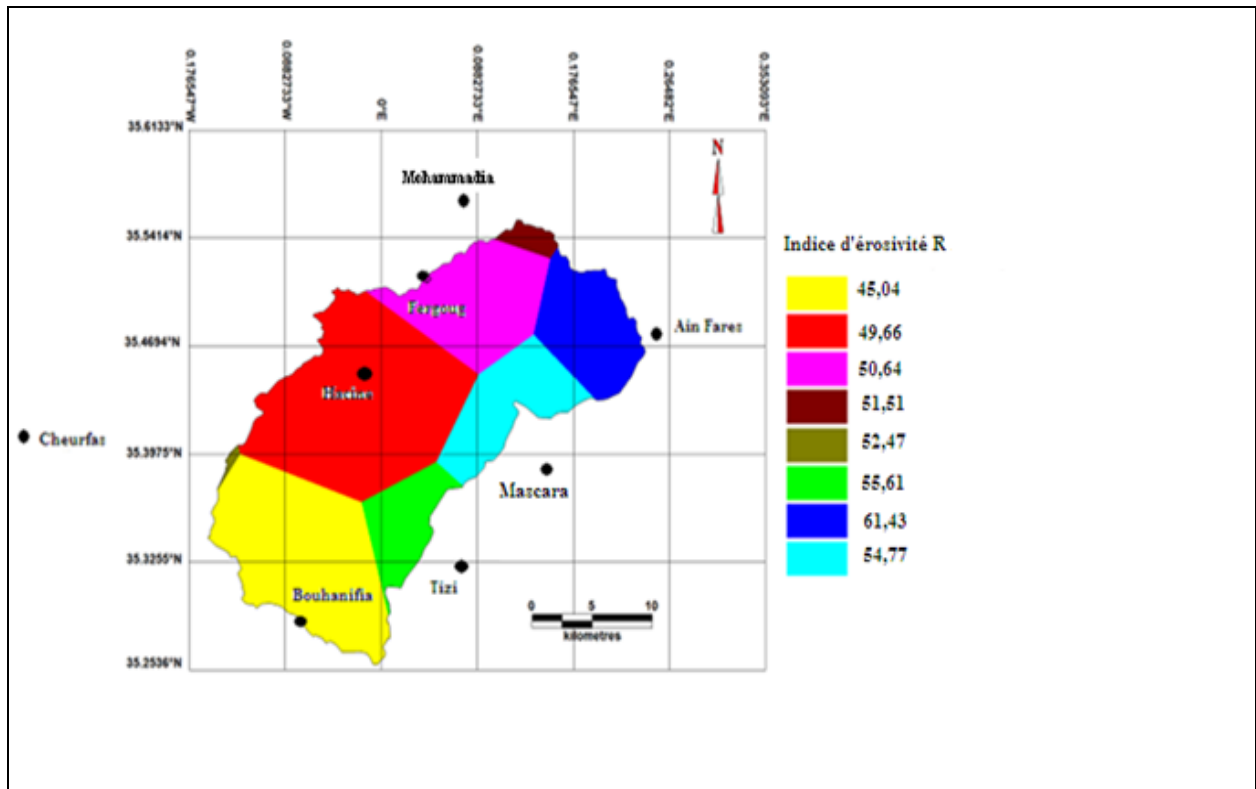 0.176547°W
0.0882733°W
0°E
0.0882733°E
0.176547°E
0.26482°E
0.353093°E
35.6133°N
N
Mohammadia
35.5414°N
Indice d'érosivité R
Fergoug
45,04
49,66
Ain Fares
35.4694°N
50,64
51,51
Cheurfas
52,47
35.3975°N
Mascara
55,61
61,43
35.3255°N
54,77
Tizi
Bouhanifia
0 5 10
kilometres
35.2536°N